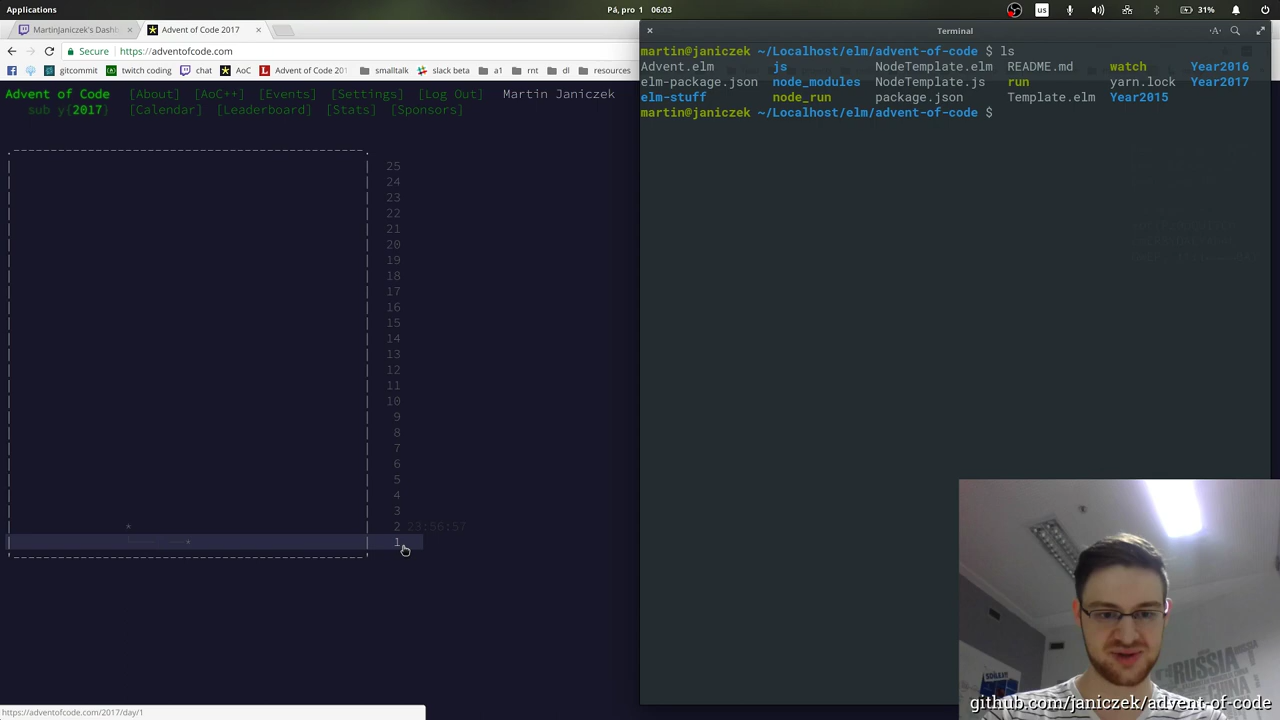 Applications
Pá, pro 1 06:03
us
31%
MartinJaniczek's Dashb
Advent of Code 2017
Secure
https://adventofcode.com
gitcommit
twitch coding
chat
AoC
Advent of Code 201
smalltalk
slack beta
a1
rnt
dl
resources
Advent of Code [About] [AoC++] [Events] [Settings] [Log Out] Martin Janiczek
sub y{2017} [Calendar] [Leaderboard] [Stats] [Sponsors]
25
24
23
22
21
20
19
18
17
16
15
14
13
12
11
10
9
8
7
6
5
4
3
2 23:56:57
1
https://adventofcode.com/2017/day/1
Terminal
martin@janiczek ~/Localhost/elm/advent-of-code $ ls
Advent.elm js NodeTemplate.elm README.md watch Year2016
elm-package.json node_modules NodeTemplate.js run yarn.lock Year2017
elm-stuff node_run package.json Template.elm Year2015
martin@janiczek ~/Localhost/elm/advent-of-code $
RUSSIA
github.com/janiczek/advent-of-code